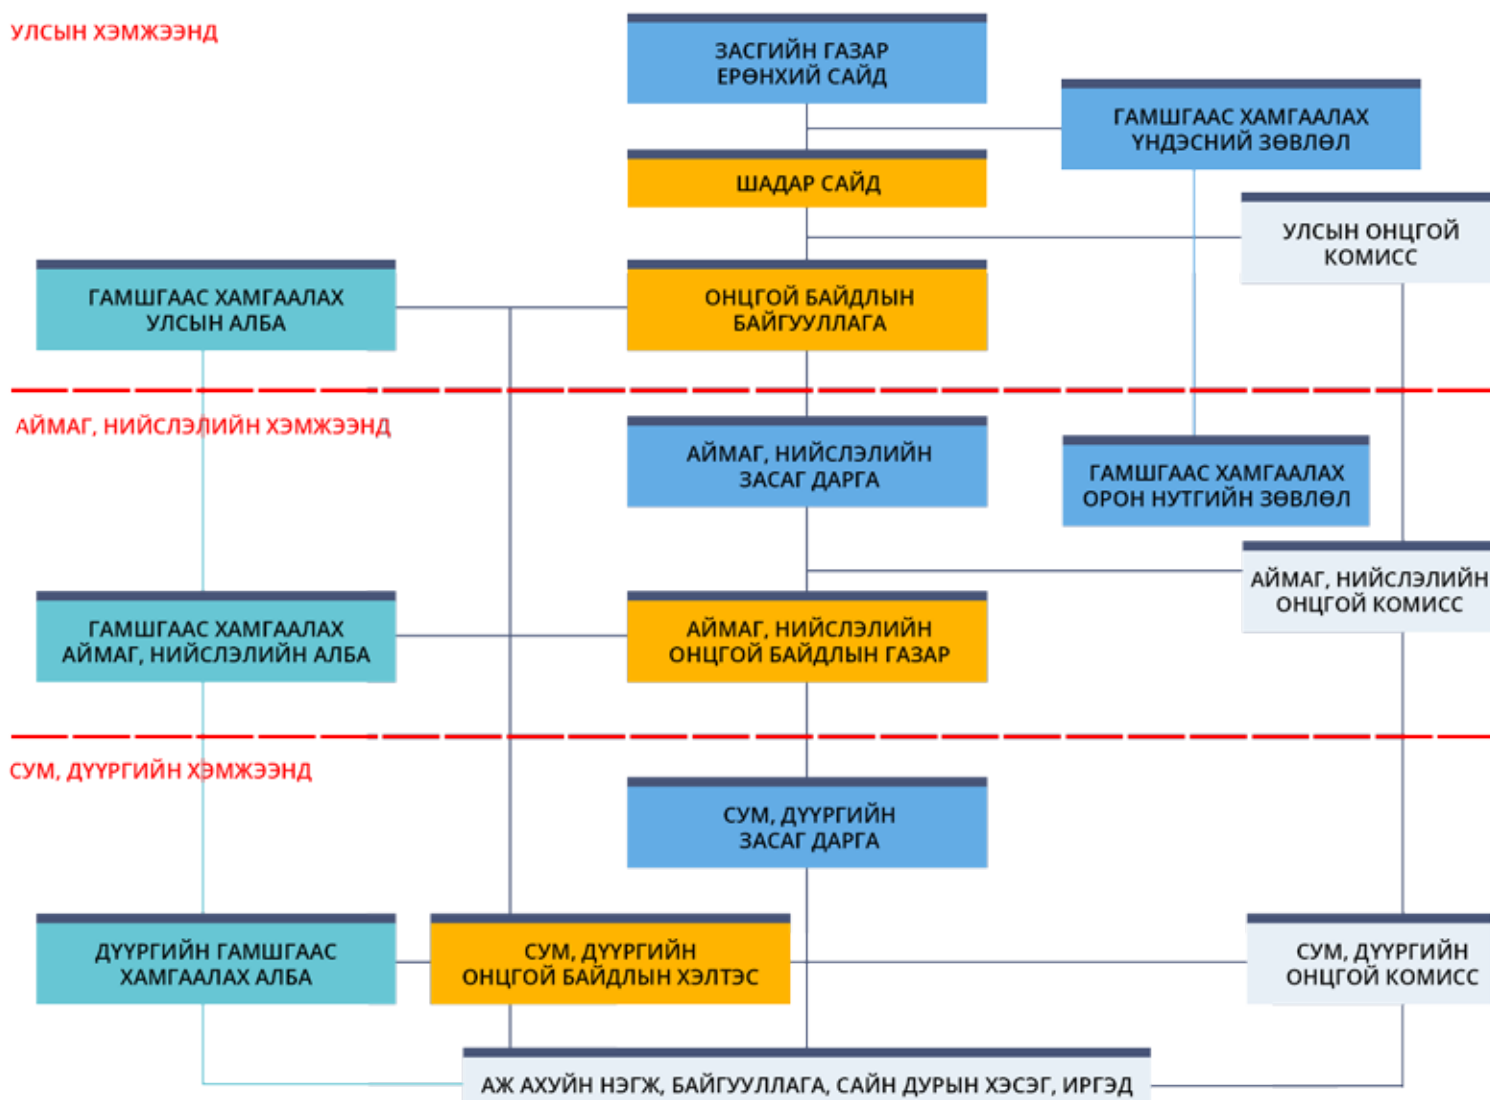 УЛСЫН ХЭМЖЭЭНД
ЗАСГИЙН ГАЗАР
ЕРӨНХИЙ САЙД
ГАМШГААС ХАМГААЛАХ
ҮНДЭСНИЙ ЗӨВЛӨЛ
ШАДАР САЙД
УЛСЫН ОНЦГОЙ
КОМИСС
ГАМШГААС ХАМГААЛАХ
УЛСЫН АЛБА
ОНЦГОЙ БАЙДЛЫН
БАЙГУУЛЛАГА
АЙМАГ, НИЙСЛЭЛИЙН ХЭМЖЭЭНД
АЙМАГ, НИЙСЛЭЛИЙН
ЗАСАГ ДАРГА
ГАМШГААС ХАМГААЛАХ
ОРОН НУТГИЙН ЗӨВЛӨЛ
АЙМАГ, НИЙСЛЭЛИЙН
ОНЦГОЙ КОМИСС
ГАМШГААС ХАМГААЛАХ
АЙМАГ, НИЙСЛЭЛИЙН АЛБА
АЙМАГ, НИЙСЛЭЛИЙН
ОНЦГОЙ БАЙДЛЫН ГАЗАР
СУМ, ДҮҮРГИЙН ХЭМЖЭЭНД
СУМ, ДҮҮРГИЙН
ЗАСАГ ДАРГА
ДҮҮРГИЙН ГАМШГААС
ХАМГААЛАХ АЛБА
СУМ, ДҮҮРГИЙН
ОНЦГОЙ БАЙДЛЫН ХЭЛТЭС
СУМ, ДҮҮРГИЙН
ОНЦГОЙ КОМИСС
АЖ АХУЙН НЭГЖ, БАЙГУУЛЛАГА, САЙН ДУРЫН ХЭСЭГ, ИРГЭД